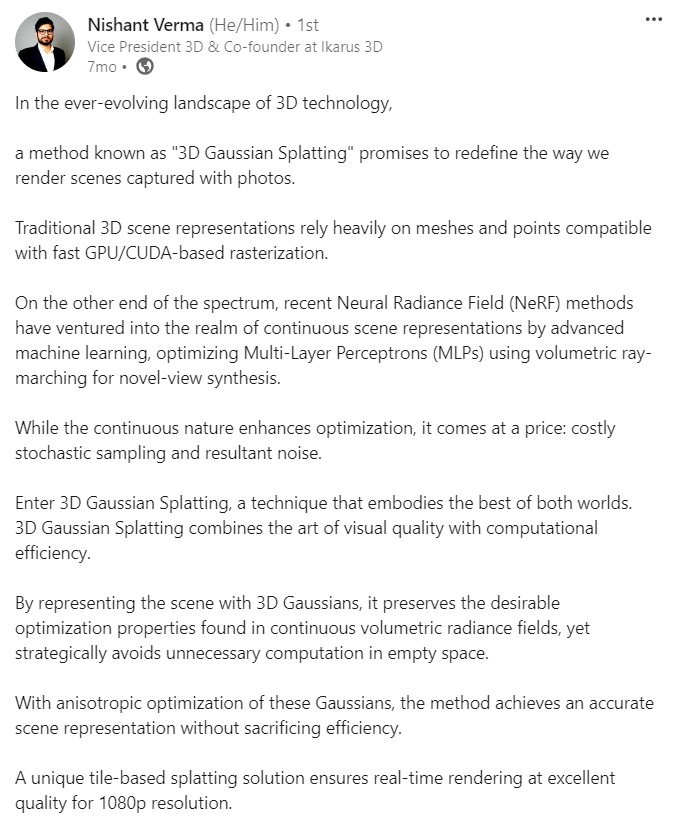 Nishant Verma (He/Him) • 1st
Vice President 3D & Co-founder at Ikarus 3D
7mo •
In the ever-evolving landscape of 3D technology,
a method known as "3D Gaussian Splatting" promises to redefine the way we
render scenes captured with photos.
Traditional 3D scene representations rely heavily on meshes and points compatible
with fast GPU/CUDA-based rasterization.
On the other end of the spectrum, recent Neural Radiance Field (NeRF) methods
have ventured into the realm of continuous scene representations by advanced
machine learning, optimizing Multi-Layer Perceptrons (MLPs) using volumetric ray-
marching for novel-view synthesis.
While the continuous nature enhances optimization, it comes at a price: costly
stochastic sampling and resultant noise.
Enter 3D Gaussian Splatting, a technique that embodies the best of both worlds.
3D Gaussian Splatting combines the art of visual quality with computational
efficiency.
By representing the scene with 3D Gaussians, it preserves the desirable
optimization properties found in continuous volumetric radiance fields, yet
strategically avoids unnecessary computation in empty space.
With anisotropic optimization of these Gaussians, the method achieves an accurate
scene representation without sacrificing efficiency.
A unique tile-based splatting solution ensures real-time rendering at excellent
quality for 1080p resolution.